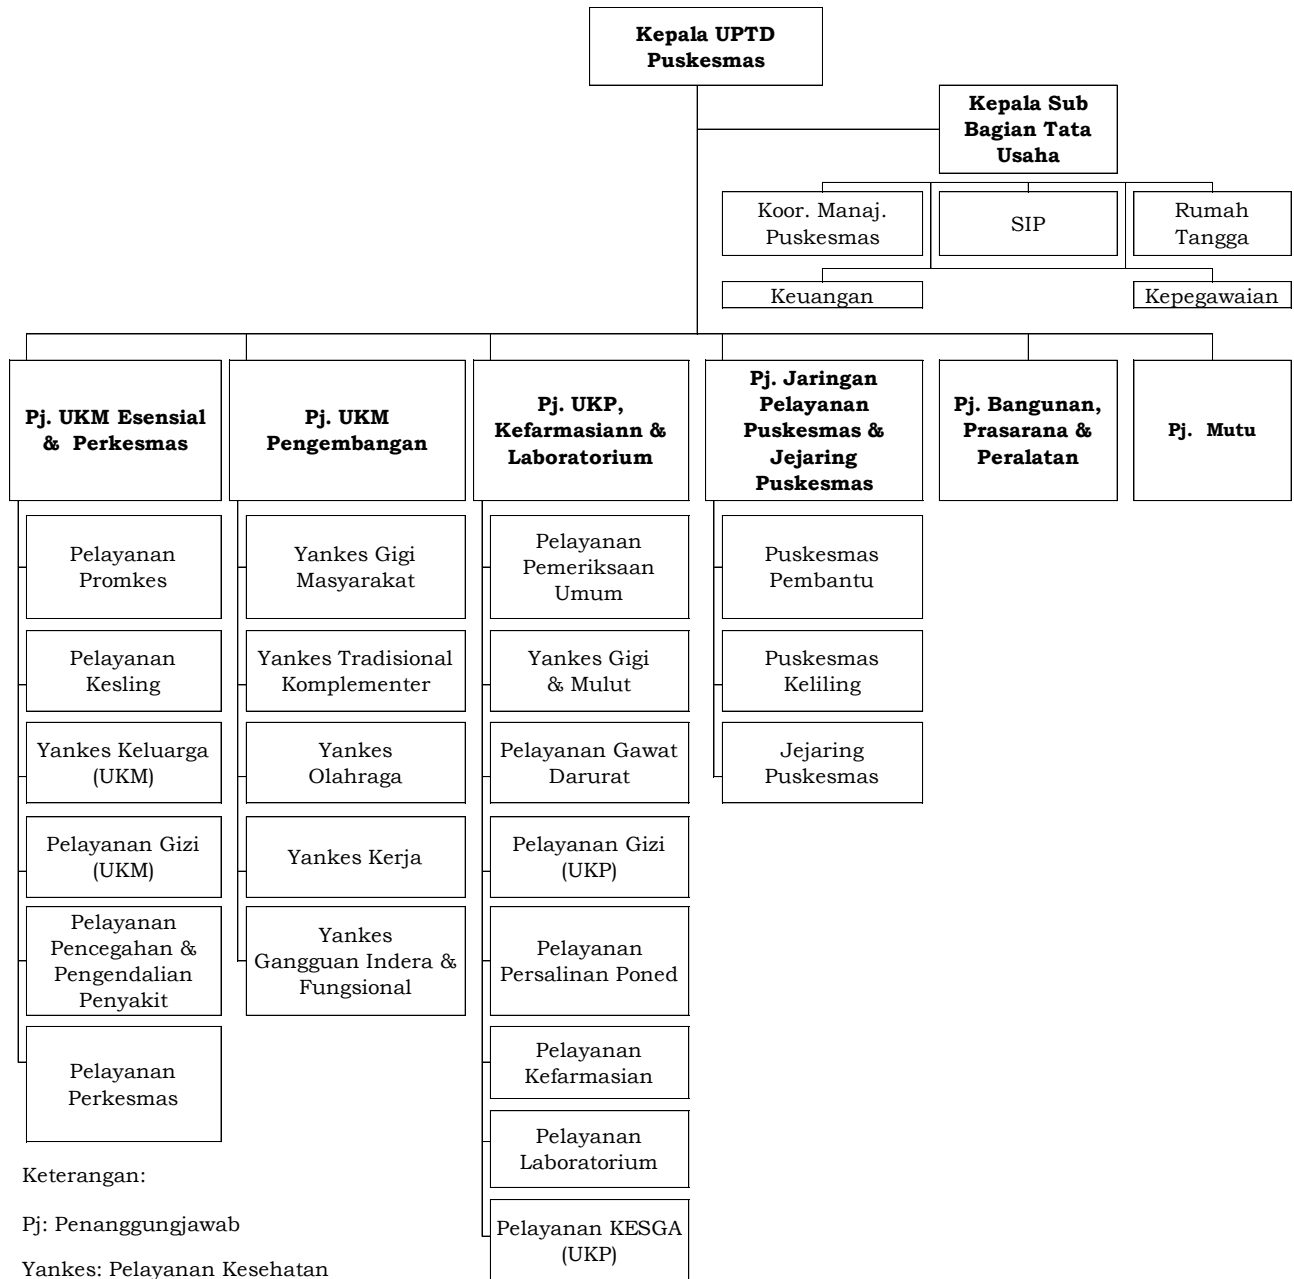 Kepala UPTD
Puskesmas
Kepala Sub
Bagian Tata
Usaha
Koor. Manaj.
Puskesmas
SIP
Rumah
Tangga
Keuangan
Kepegawaian
Pj. UKM Esensial
& Perkesmas
Pj. UKM
Pengembangan
Pj. UKP,
Kefarmasiann &
Laboratorium
Pj. Jaringan
Pelayanan
Puskesmas &
Jejaring
Puskesmas
Pj. Bangunan,
Prasarana &
Peralatan
Pj. Mutu
Pelayanan
Promkes
Pelayanan
Kesling
Yankes Keluarga
(UKM)
Pelayanan Gizi
(UKM)
Pelayanan
Pencegahan &
Pengendalian
Penyakit
Pelayanan
Perkesmas
Yankes Gigi
Masyarakat
Yankes Tradisional
Komplementer
Yankes
Olahraga
Yankes Kerja
Yankes
Gangguan Indera &
Fungsional
Pelayanan
Pemeriksaan
Umum
Yankes Gigi
& Mulut
Pelayanan Gawat
Darurat
Pelayanan Gizi
(UKP)
Pelayanan
Persalinan Poned
Pelayanan
Kefarmasian
Pelayanan
Laboratorium
Pelayanan KESGA
(UKP)
Puskesmas
Pembantu
Puskesmas
Keliling
Jejaring
Puskesmas
Keterangan:
Pj: Penanggungjawab
Yankes: Pelayanan Kesehatan